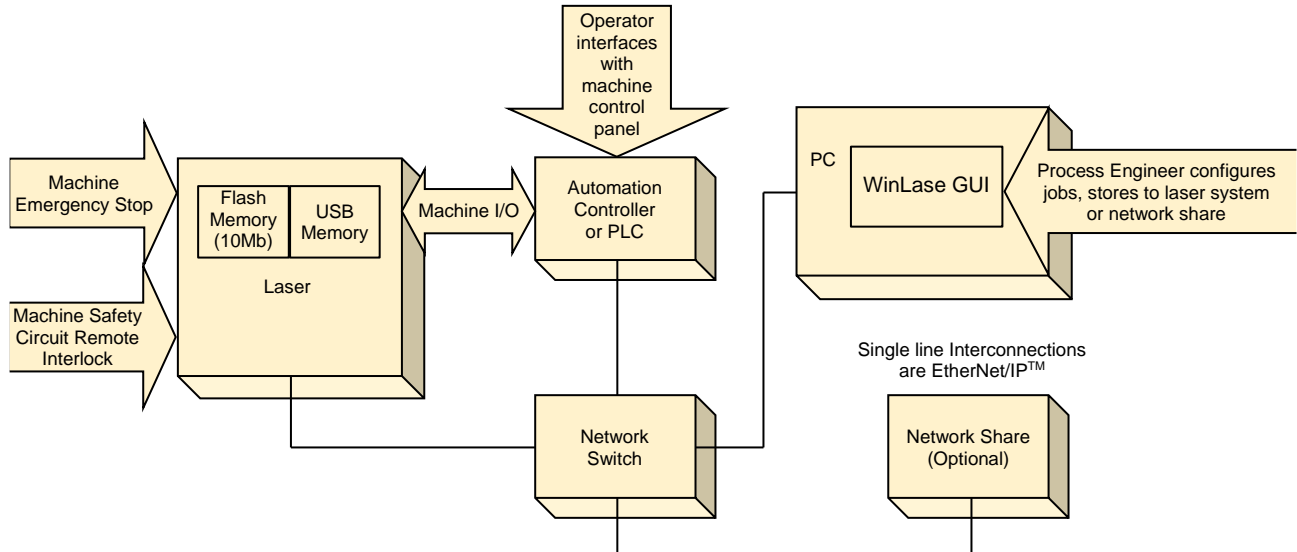 Operator
interfaces
with
machine
control
panel
Machine
Emergency Stop
Flash
Memory
(10Mb)
USB
Memory
Laser
Machine I/O
Automation
Controller
or PLC
PC
WinLase GUI
Process Engineer configures
jobs, stores to laser system
or network share
Machine Safety
Circuit Remote
Interlock
Single line Interconnections
are EtherNet/IP™
Network
Switch
Network Share
(Optional)